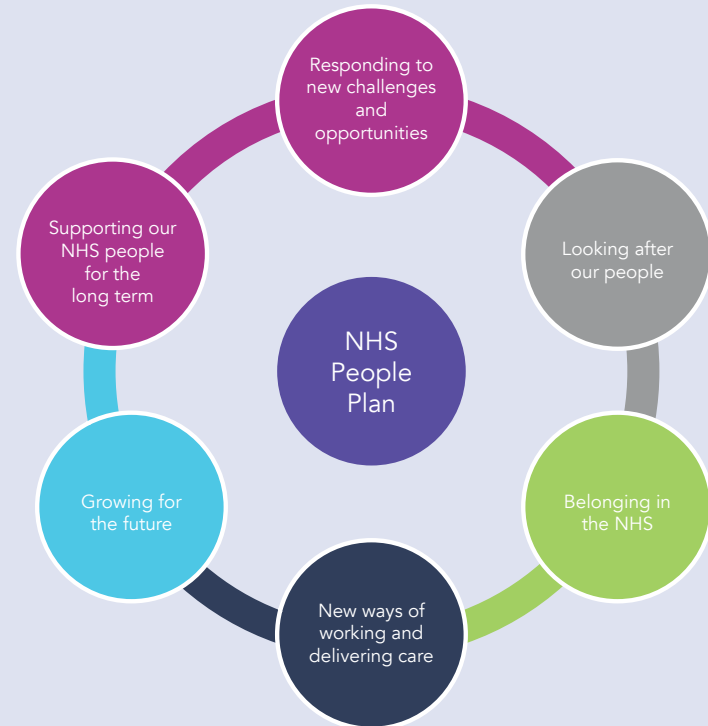 Responding to
new challenges
and
opportunities
Supporting our
NHS people
for the
long term
Looking after
our people
NHS
People
Plan
Growing for
the future
Belonging in
the NHS
New ways of
working and
delivering care